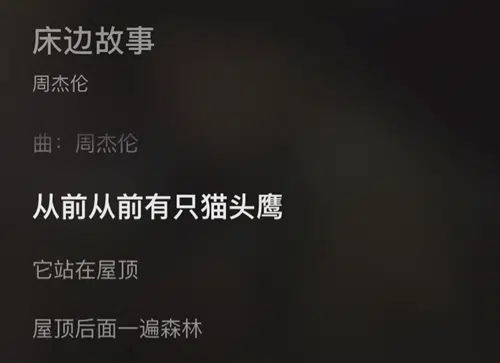 床边故事
周杰伦
曲：周杰伦
从前从前有只猫头鹰
它站在屋顶
屋顶后面一遍森林